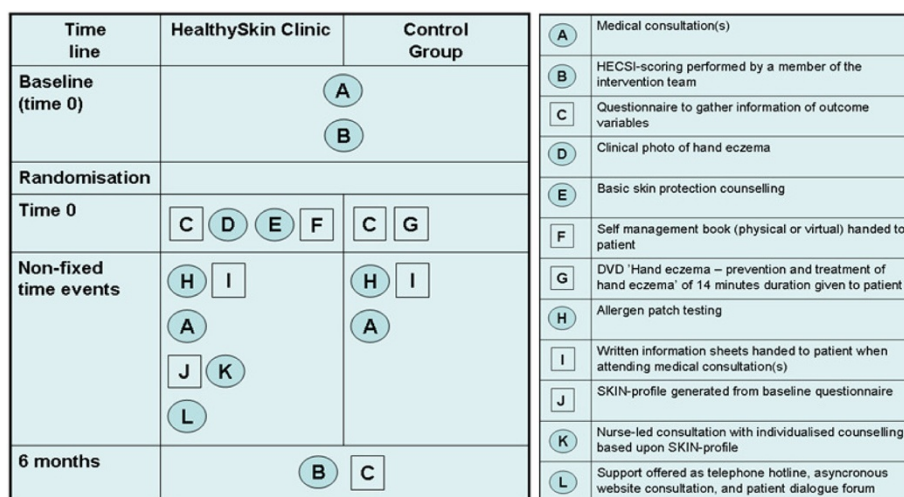 Time line
HealthySkin Clinic
Control Group
Baseline (time 0)
A
B
Randomisation
Time 0
C D E F
C G
Non-fixed time events
H I
H I
A
A
J K
L
6 months
B C
A Medical consultation(s)
B HECSI-scoring performed by a member of the
intervention team
C Questionnaire to gather information of outcome
variables
D Clinical photo of hand eczema
E Basic skin protection counselling
F Self management book (physical or virtual) handed to
patient
G DVD 'Hand eczema – prevention and treatment of
hand eczema' of 14 minutes duration given to patient
H Allergen patch testing
I Written information sheets handed to patient when
attending medical consultation(s)
J SKIN-profile generated from baseline questionnaire
K Nurse-led consultation with individualised counselling
based upon SKIN-profile
L Support offered as telephone hotline, asyncronous
website consultation, and patient dialogue forum